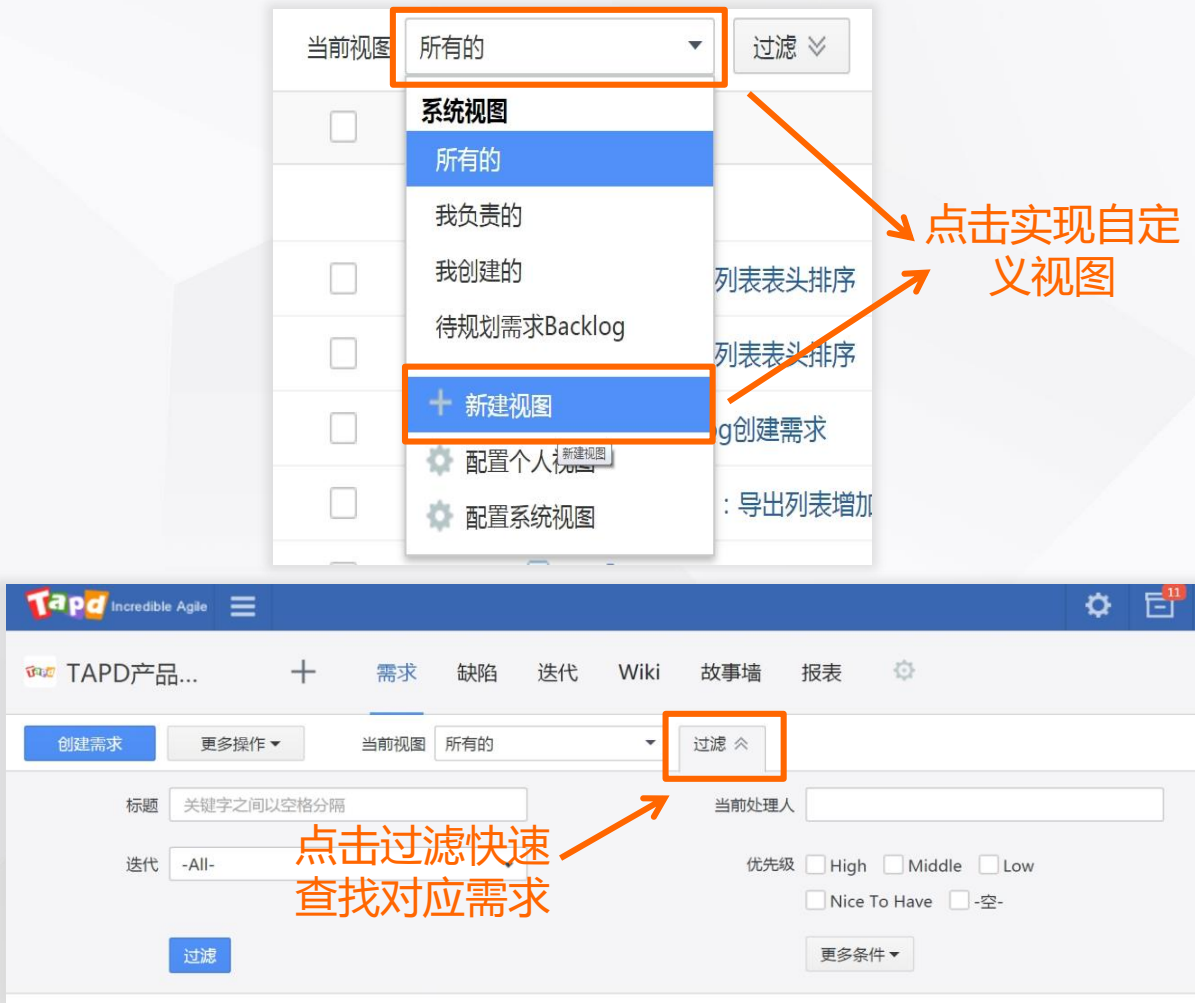 当前视图 所有的 过滤
系统视图
所有的
我负责的
我创建的
待规划需求Backlog
新建视图
新建视图
配置个人视图
配置系统视图
列表表头排序
列表表头排序
og创建需求
：导出列表增加
点击实现自定
义视图
Tapd Incredible Agile 11
TAPD产品... 需求 缺陷 迭代 Wiki 故事墙 报表
创建需求 更多操作 当前视图 所有的 过滤
标题 关键字之间以空格分隔 当前处理人
迭代 -All- 优先级 High Middle Low
Nice To Have -空-
点击过滤快速
查找对应需求
过滤 更多条件